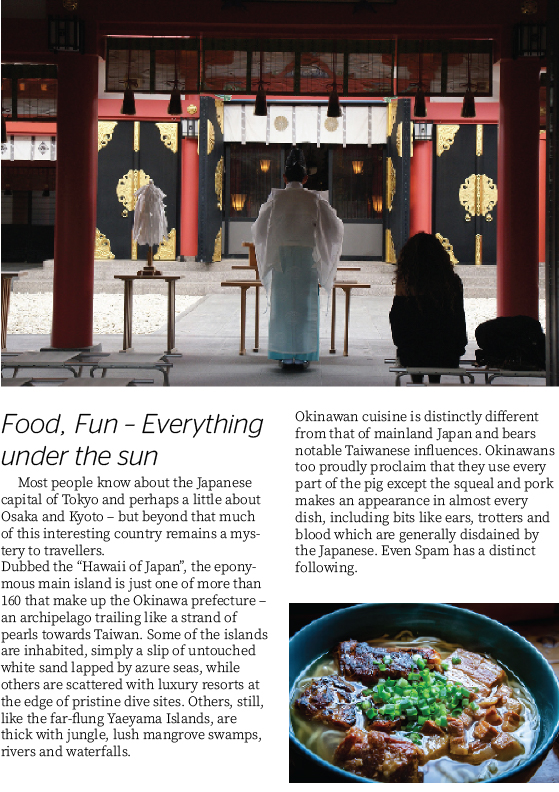 Food, Fun – Everything
under the sun
Most people know about the Japanese
capital of Tokyo and perhaps a little about
Osaka and Kyoto – but beyond that much
of this interesting country remains a mys-
tery to travellers.
Dubbed the “Hawaii of Japan”, the epony-
mous main island is just one of more than
160 that make up the Okinawa prefecture –
an archipelago trailing like a strand of
pearls towards Taiwan. Some of the islands
are inhabited, simply a slip of untouched
white sand lapped by azure seas, while
others are scattered with luxury resorts at
the edge of pristine dive sites. Others, still,
like the far-flung Yaeyama Islands, are
thick with jungle, lush mangrove swamps,
rivers and waterfalls.
Okinawan cuisine is distinctly different
from that of mainland Japan and bears
notable Taiwanese influences. Okinawans
too proudly proclaim that they use every
part of the pig except the squeal and pork
makes an appearance in almost every
dish, including bits like ears, trotters and
blood which are generally disdained by
the Japanese. Even Spam has a distinct
following.